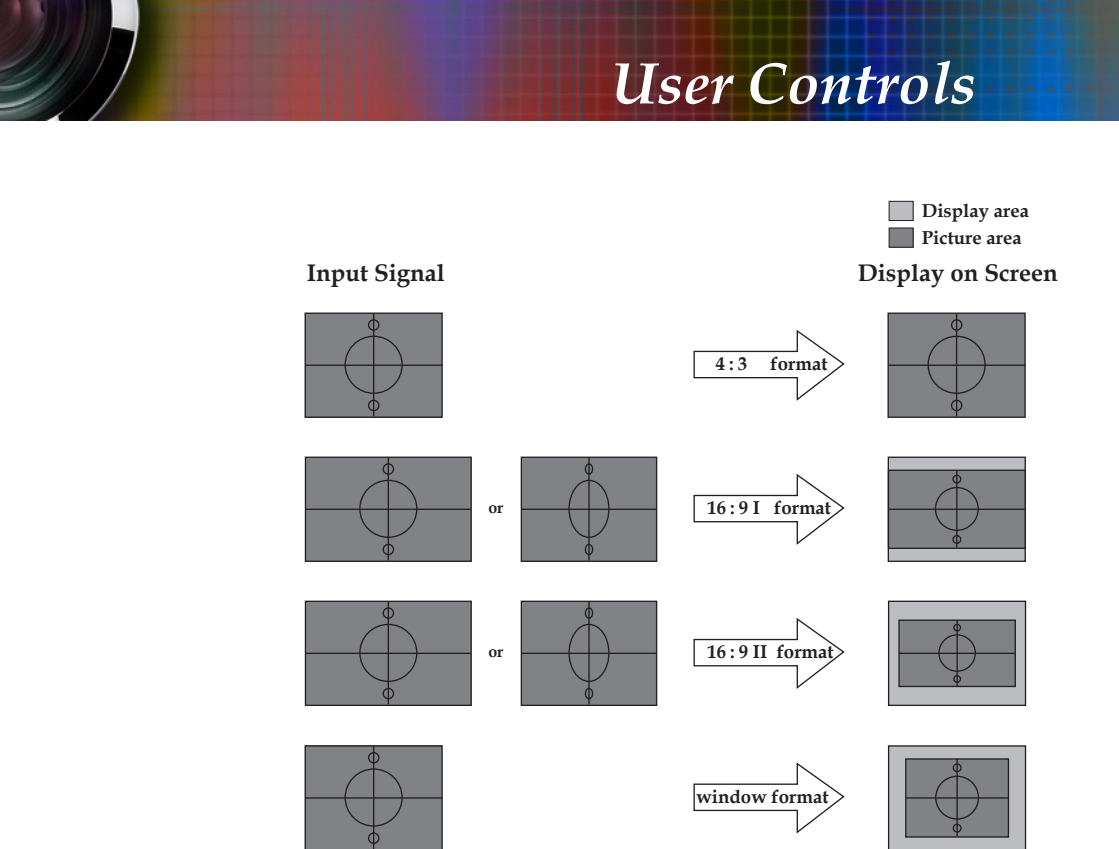 User Controls
Display area
Picture area
Input Signal
Display on Screen
4 : 3 format
or
16 : 9 I format
or
16 : 9 II format
window format